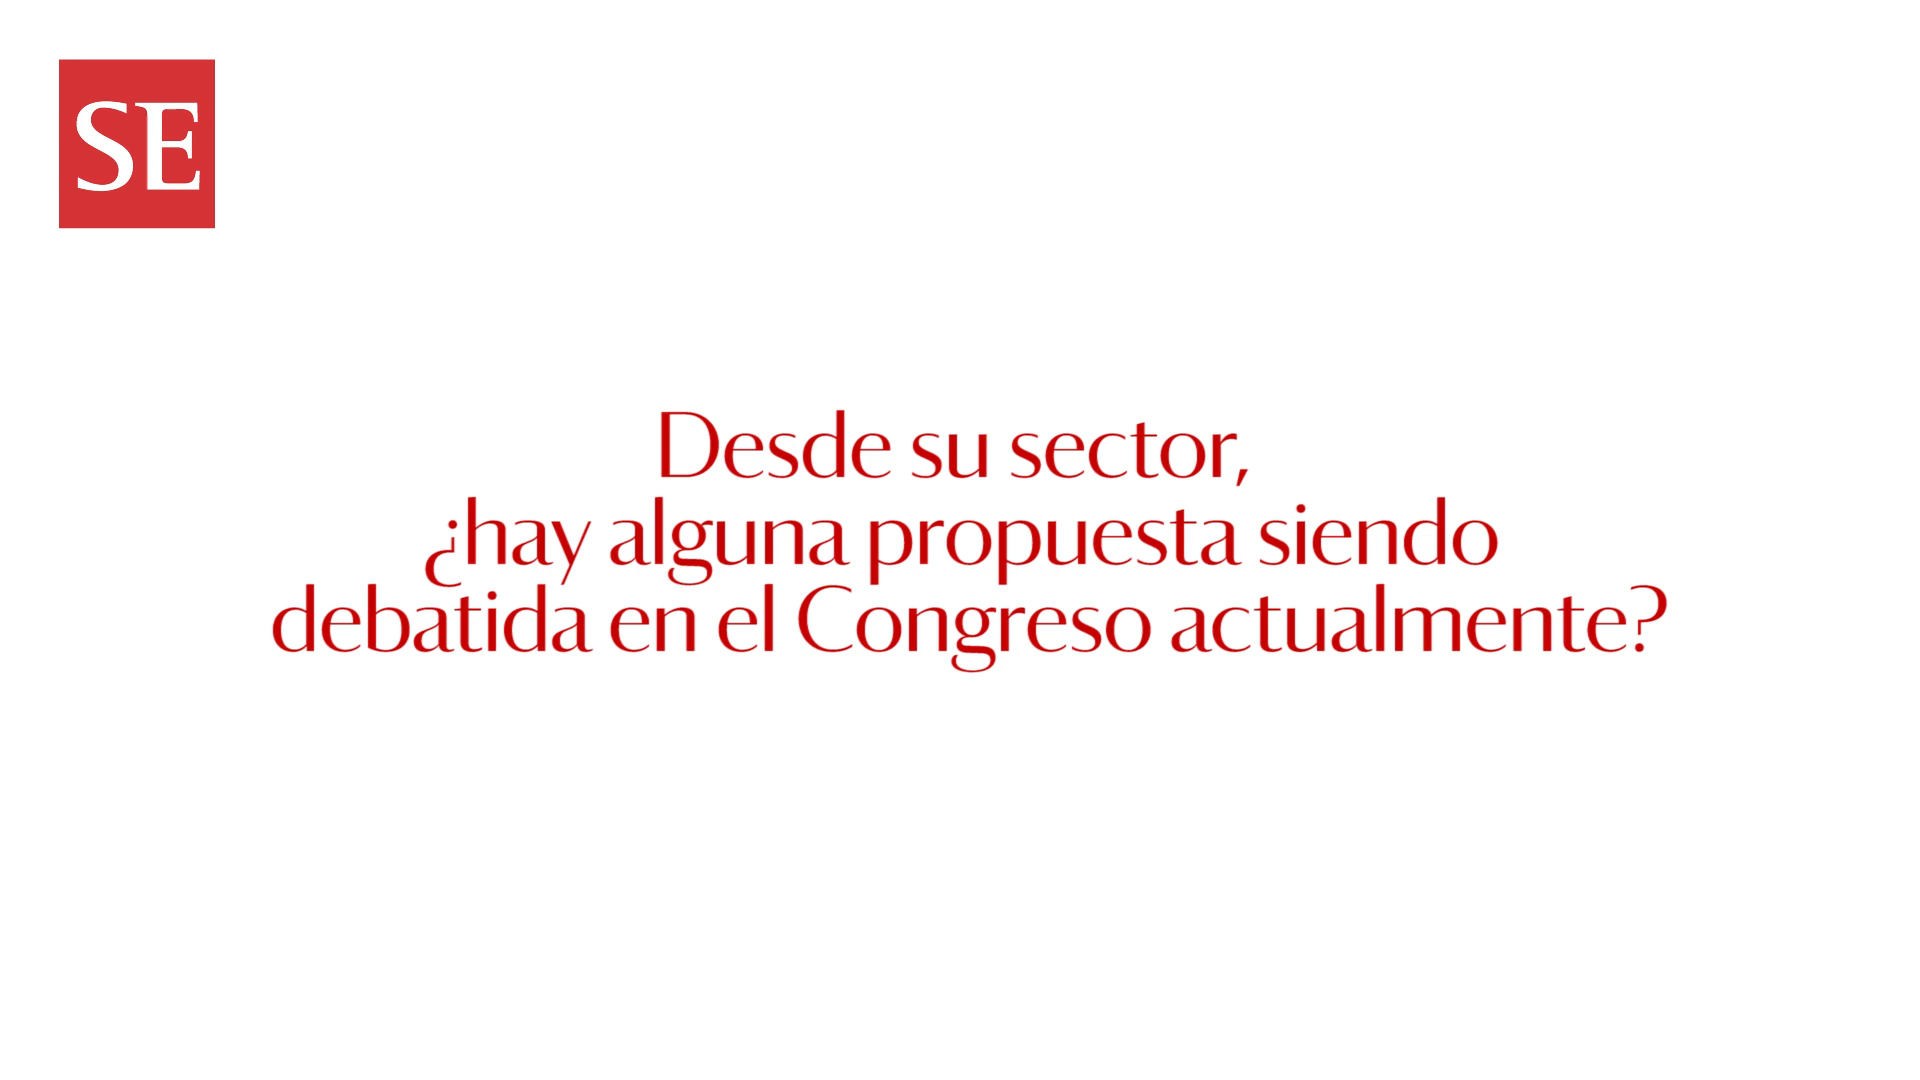 SE
Desde su sector,
¿hay alguna propuesta siendo
debatida en el Congreso actualmente?